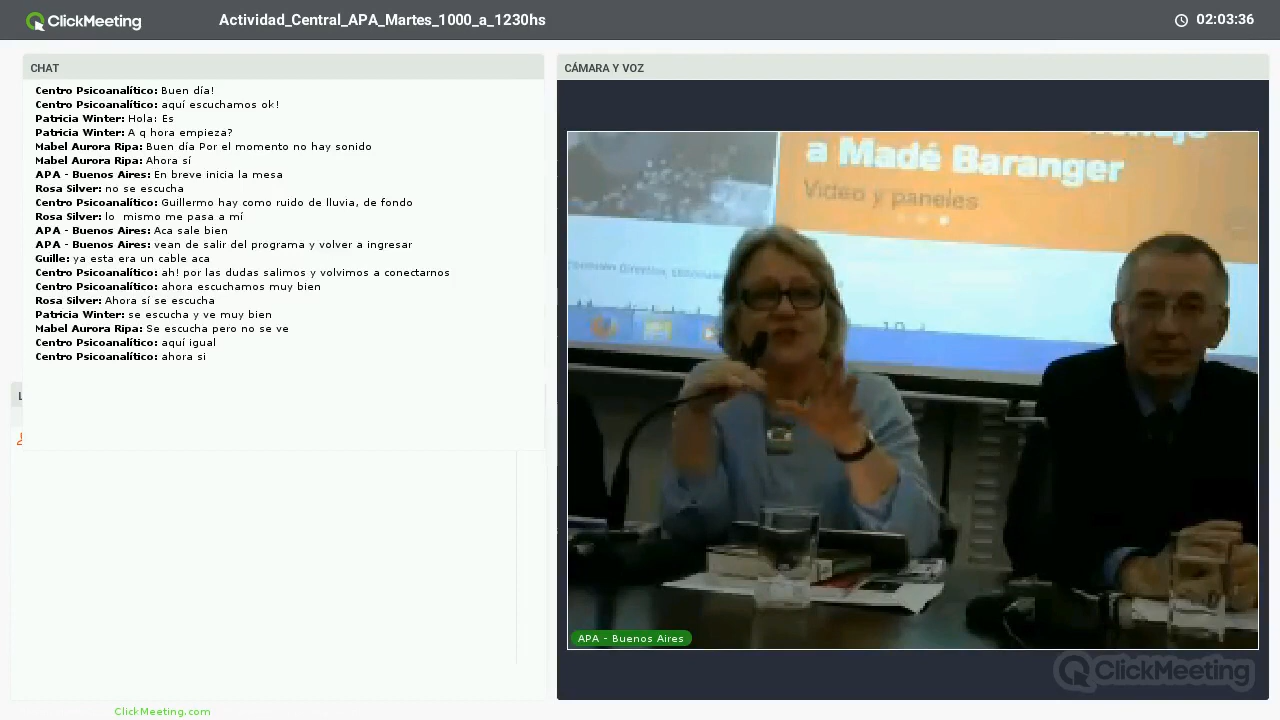 ClickMeeting
Actividad_Central_APA_Martes_1000_a_1230hs
02:03:36
CHAT
Centro Psicoanalítico: Buen día!
Centro Psicoanalítico: aquí escuchamos ok!
Patricia Winter: Hola: Es
Patricia Winter: A q hora empieza?
Mabel Aurora Ripa: Buen día Por el momento no hay sonido
Mabel Aurora Ripa: Ahora sí
APA - Buenos Aires: En breve inicia la mesa
Rosa Silver: no se escucha
Centro Psicoanalítico: Guillermo hay como ruido de lluvia, de fondo
Rosa Silver: lo  mismo me pasa a mí
APA - Buenos Aires: Aca sale bien
APA - Buenos Aires: vean de salir del programa y volver a ingresar
Guille: ya esta era un cable aca
Centro Psicoanalítico: ah! por las dudas salimos y volvimos a conectarnos
Centro Psicoanalítico: ahora escuchamos muy bien
Rosa Silver: Ahora sí se escucha
Patricia Winter: se escucha y ve muy bien
Mabel Aurora Ripa: Se escucha pero no se ve
Centro Psicoanalítico: aquí igual
Centro Psicoanalítico: ahora si
ClickMeeting.com
CÁMARA Y VOZ
a Madé Baranger
Video y paneles
APA - Buenos Aires
ClickMeeting